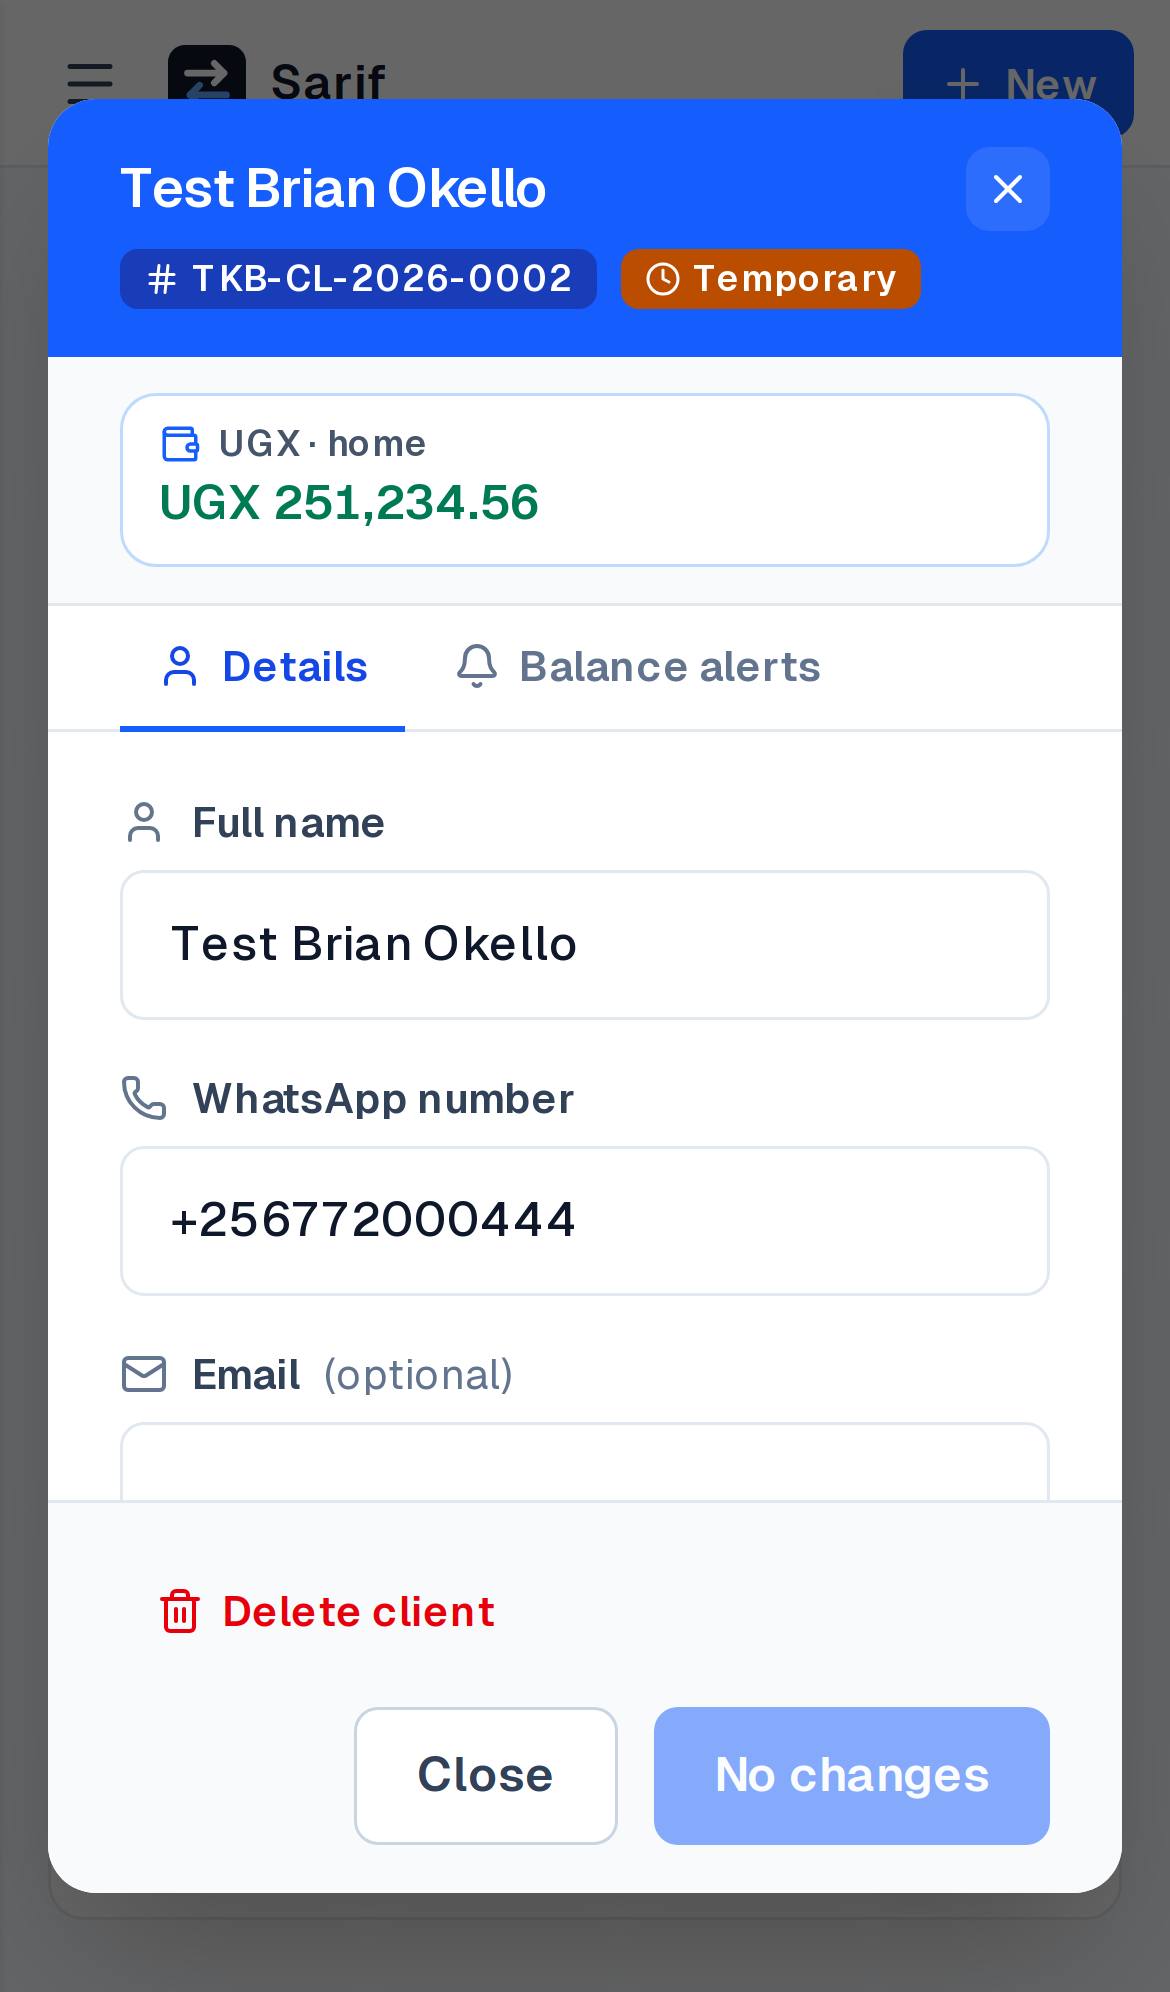 Sarif
+ New
Test Brian Okello
# TKB-CL-2026-0002
Temporary
UGX · home
UGX 251,234.56
Details
Balance alerts
Full name
Test Brian Okello
WhatsApp number
+256772000444
Email (optional)
Delete client
Close
No changes